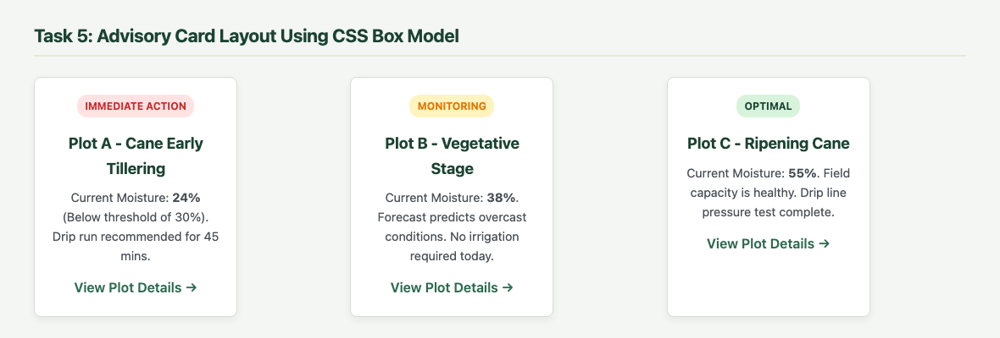 Task 5: Advisory Card Layout Using CSS Box Model
IMMEDIATE ACTION
Plot A - Cane Early
Tillering
Current Moisture: 24%
(Below threshold of 30%).
Drip run recommended for 45
mins.
View Plot Details →
MONITORING
Plot B - Vegetative
Stage
Current Moisture: 38%.
Forecast predicts overcast
conditions. No irrigation
required today.
View Plot Details →
OPTIMAL
Plot C - Ripening Cane
Current Moisture: 55%. Field
capacity is healthy. Drip line
pressure test complete.
View Plot Details →